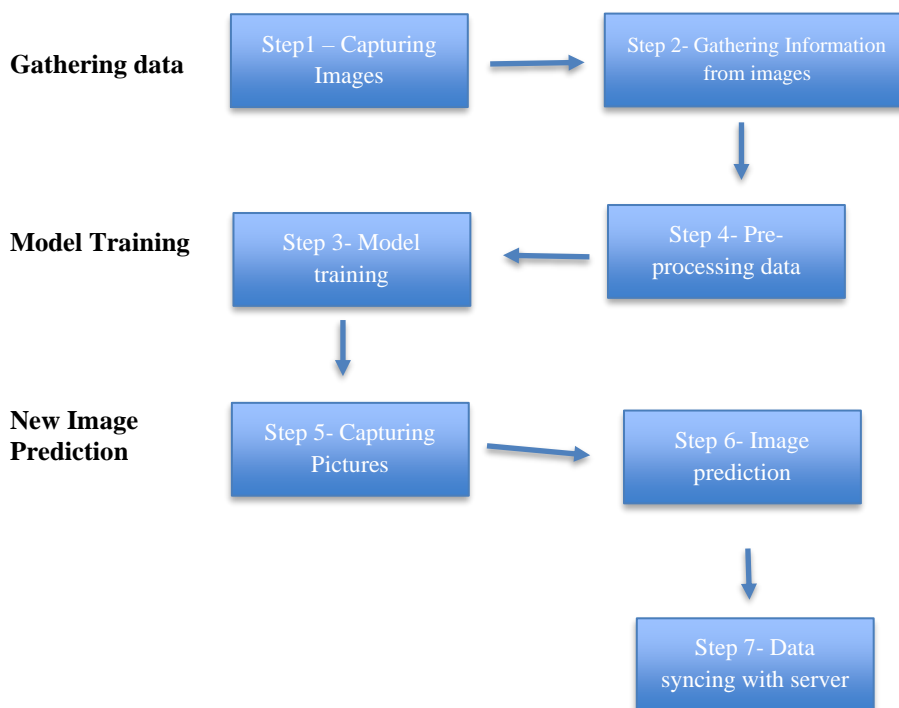 Gathering data
Step1 – Capturing
Images
Step 2- Gathering Information
from images
Model Training
Step 3- Model
training
Step 4- Pre-
processing data
New Image
Prediction
Step 5- Capturing
Pictures
Step 6- Image
prediction
Step 7- Data
syncing with server